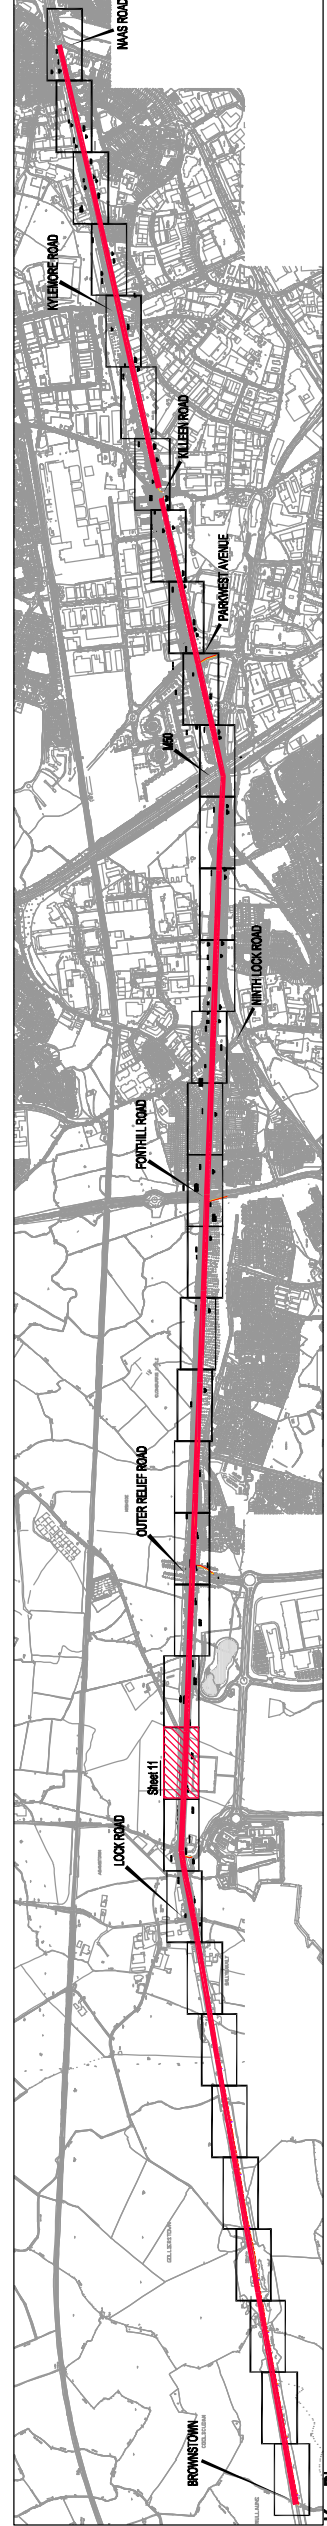 NAAS ROAD
KYLEMORE ROAD
KILLEEN ROAD
PARKWEST AVENUE
M50
NINTH LOCK ROAD
FONTHILL ROAD
OUTER RELIEF ROAD
Sheet 11
LOCK ROAD
BROWNSTOWN